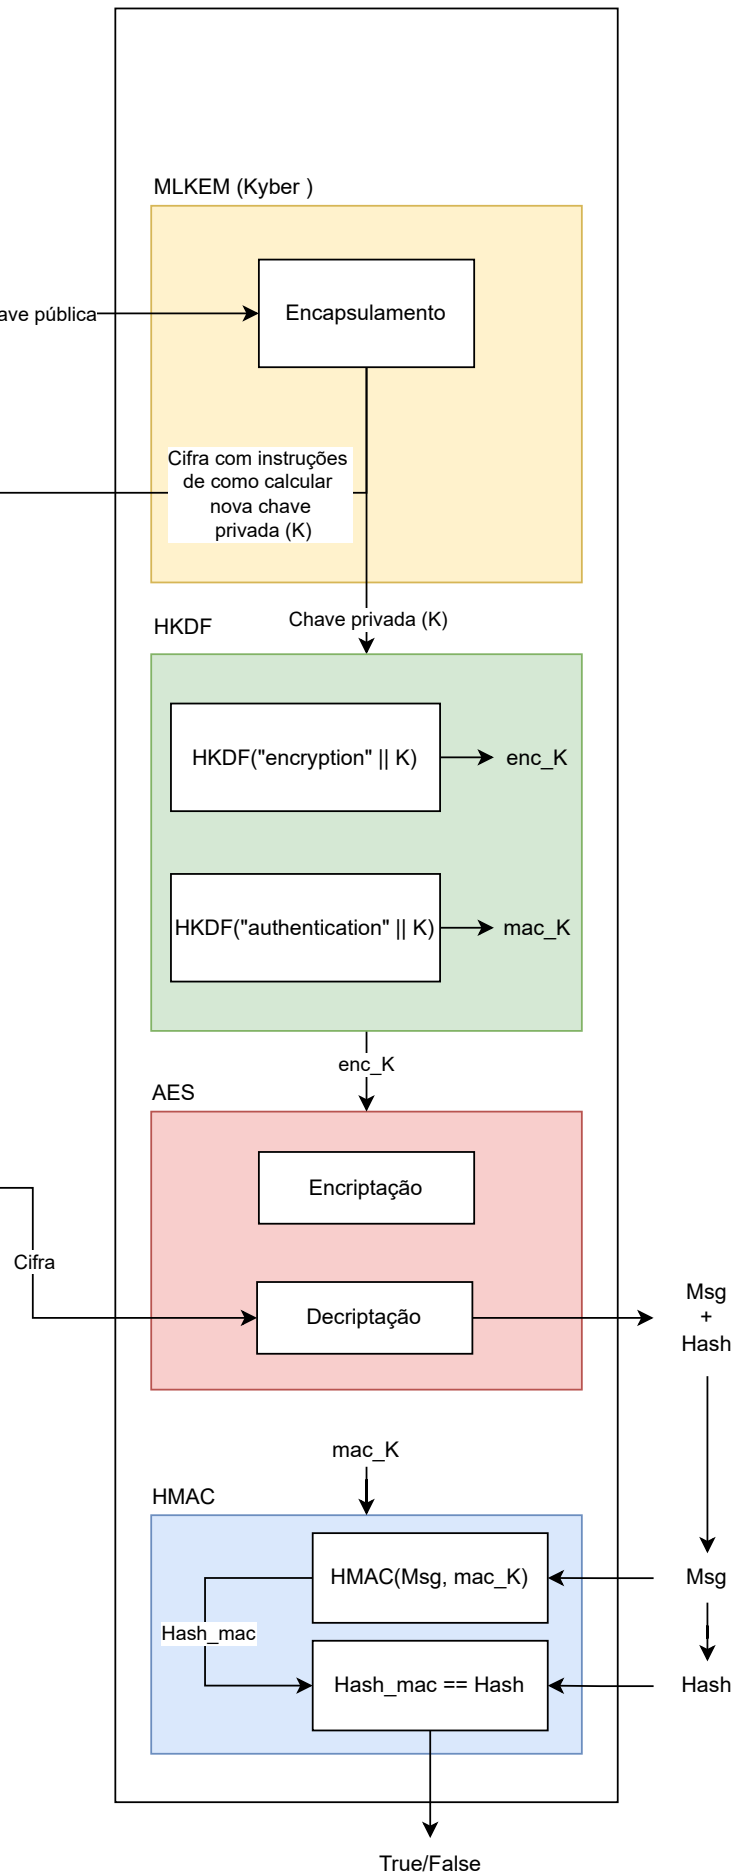 MLKEM (Kyber )
Encapsulamento
ave pública
Cifra com instruções
de como calcular
nova chave
privada (K)
Chave privada (K)
HKDF
HKDF("encryption" || K)
enc_K
HKDF("authentication" || K)
mac_K
enc_K
AES
Encriptação
Cifra
Decriptação
Msg
+
Hash
mac_K
HMAC
HMAC(Msg, mac_K)
Msg
Hash_mac
Hash_mac == Hash
Hash
True/False